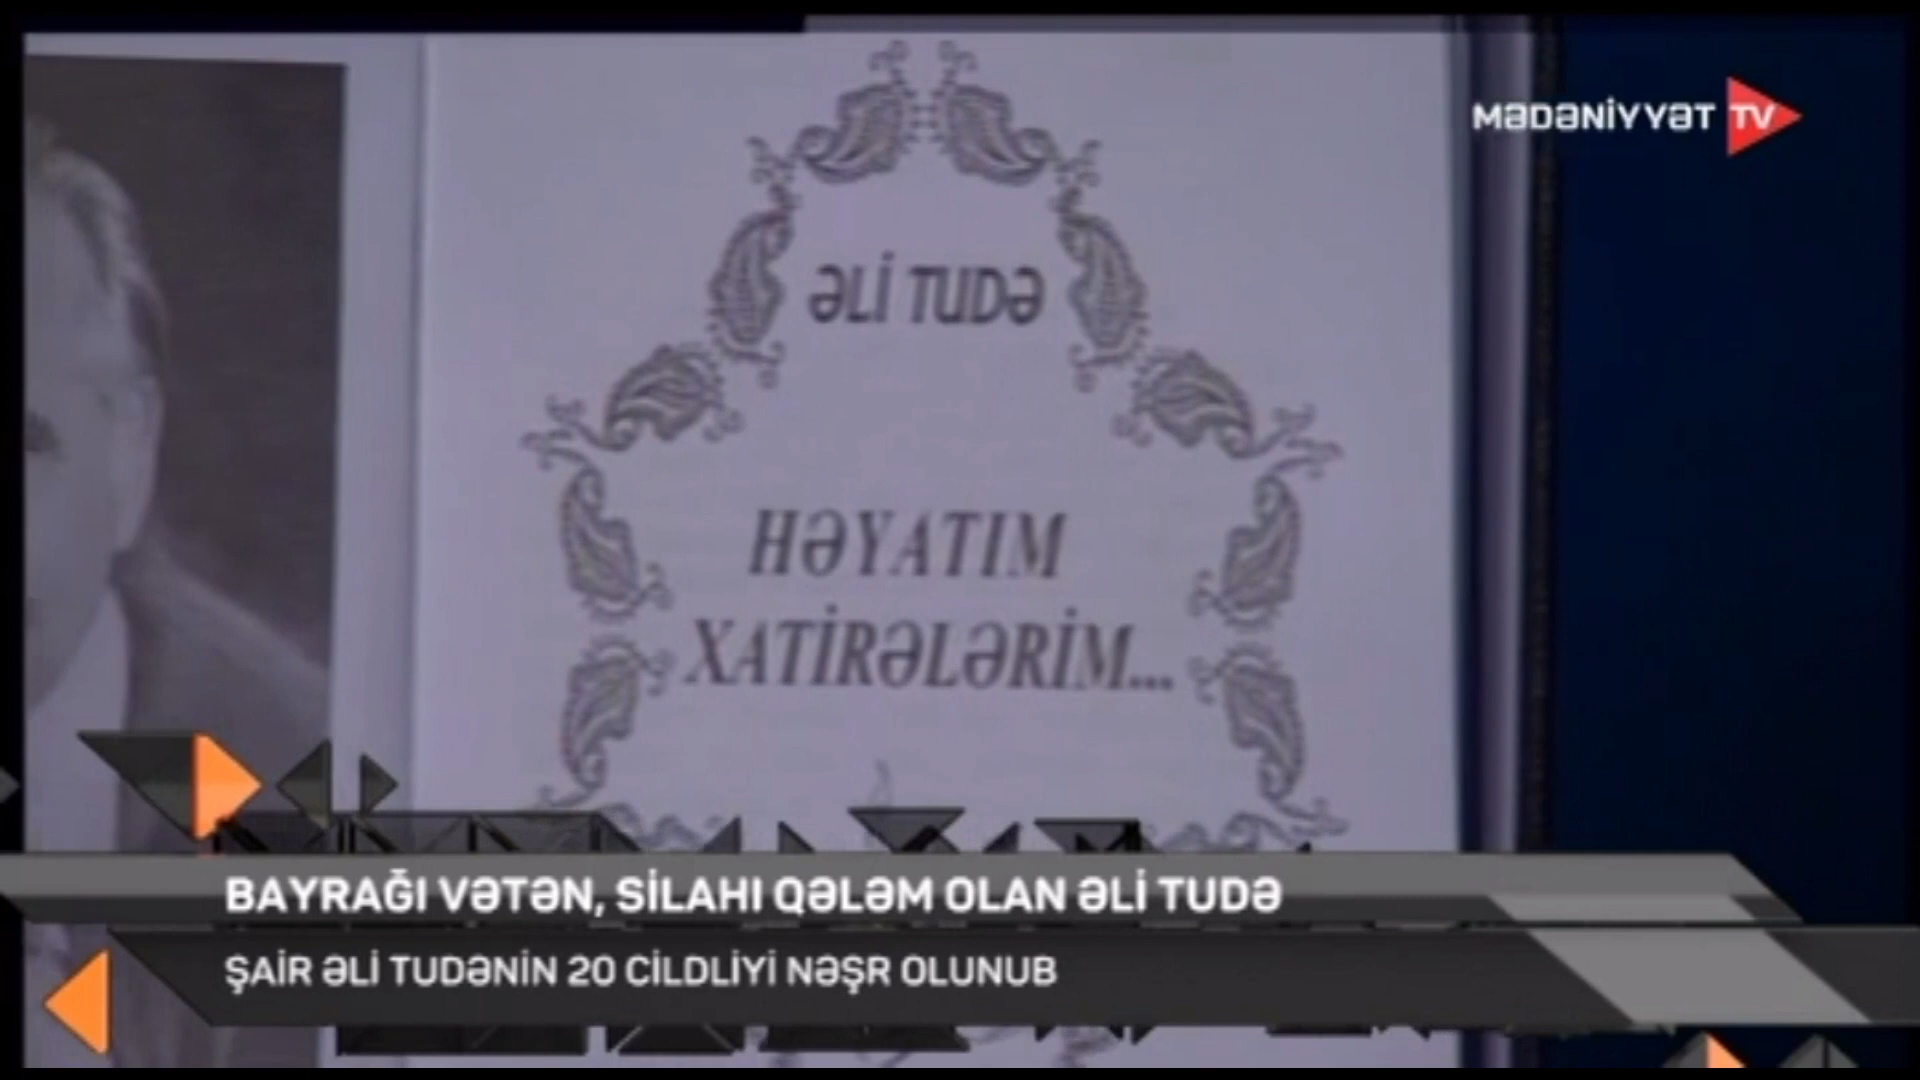 MƏDƏNİYYƏT TV
ƏLİ TUDƏ
HƏYATIM
XATİRƏLƏRİM...
BAYRAĞI VƏTƏN, SİLAHI QƏLƏM OLAN ƏLİ TUDƏ
ŞAİR ƏLİ TUDƏNİN 20 CİLDLİYİ NƏŞR OLUNUB